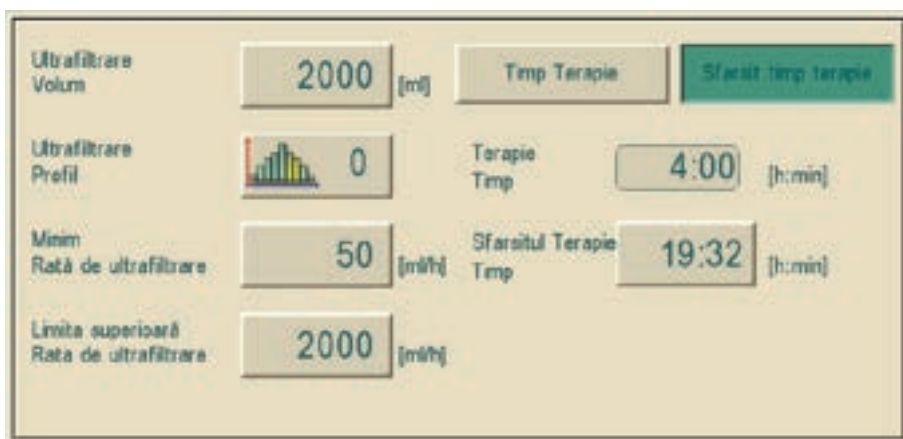 Ultrafiltrare
Volum
2000 [ml]
Timp Terapie
Sfarsit timp terapie
Ultrafiltrare
Profil
0
Terapie
Timp
4:00 [h:min]
Minim
Rată de ultrafiltrare
50 [ml/h]
Sfarsitul Terapie
Timp
19:32 [h:min]
Limita superioară
Rata de ultrafiltrare
2000 [ml/h]